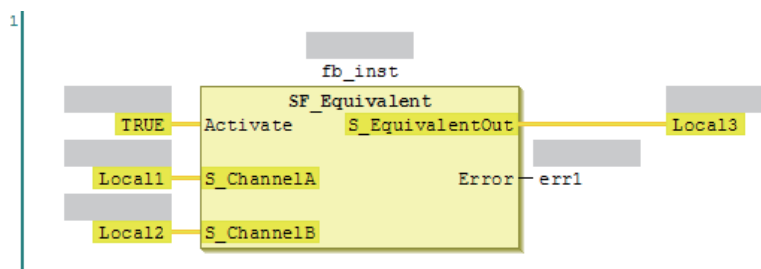 1
fb_inst
SF_Equivalent
TRUE Activate S_EquivalentOut Local3
Local1 S_ChannelA Error err1
Local2 S_ChannelB